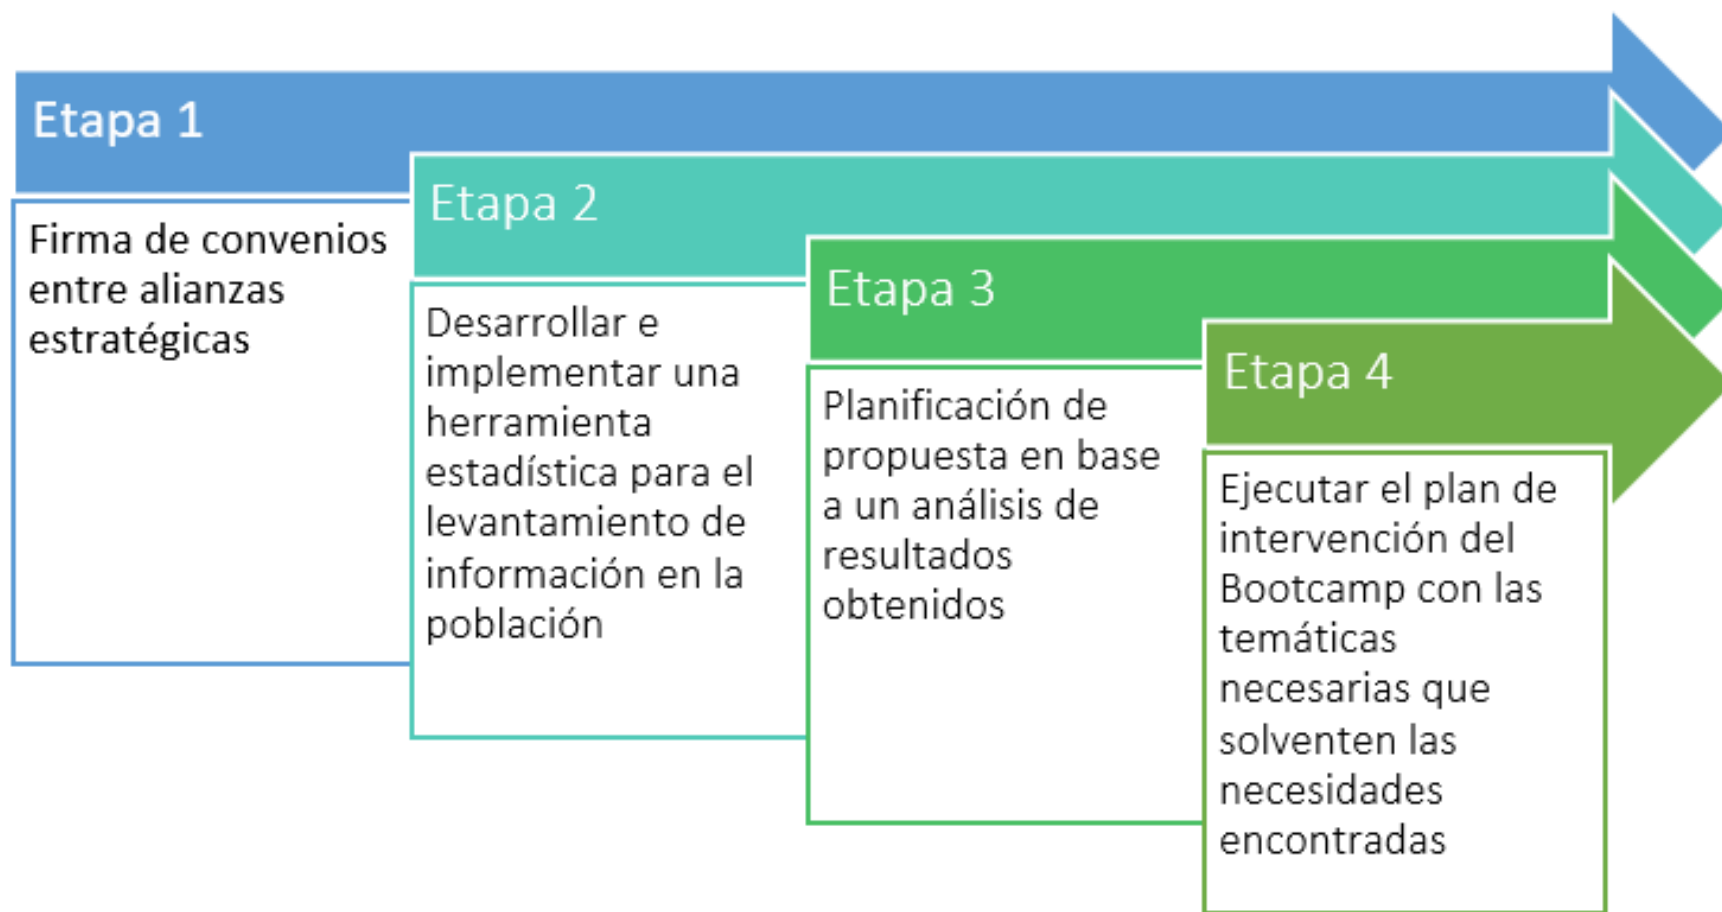 Etapa 1
Firma de convenios
entre alianzas
estratégicas
Etapa 2
Desarrollar e
implementar una
herramienta
estadística para el
levantamiento de
información en la
población
Etapa 3
Planificación de
propuesta en base
a un análisis de
resultados
obtenidos
Etapa 4
Ejecutar el plan de
intervención del
Bootcamp con las
temáticas
necesarias que
solventen las
necesidades
encontradas